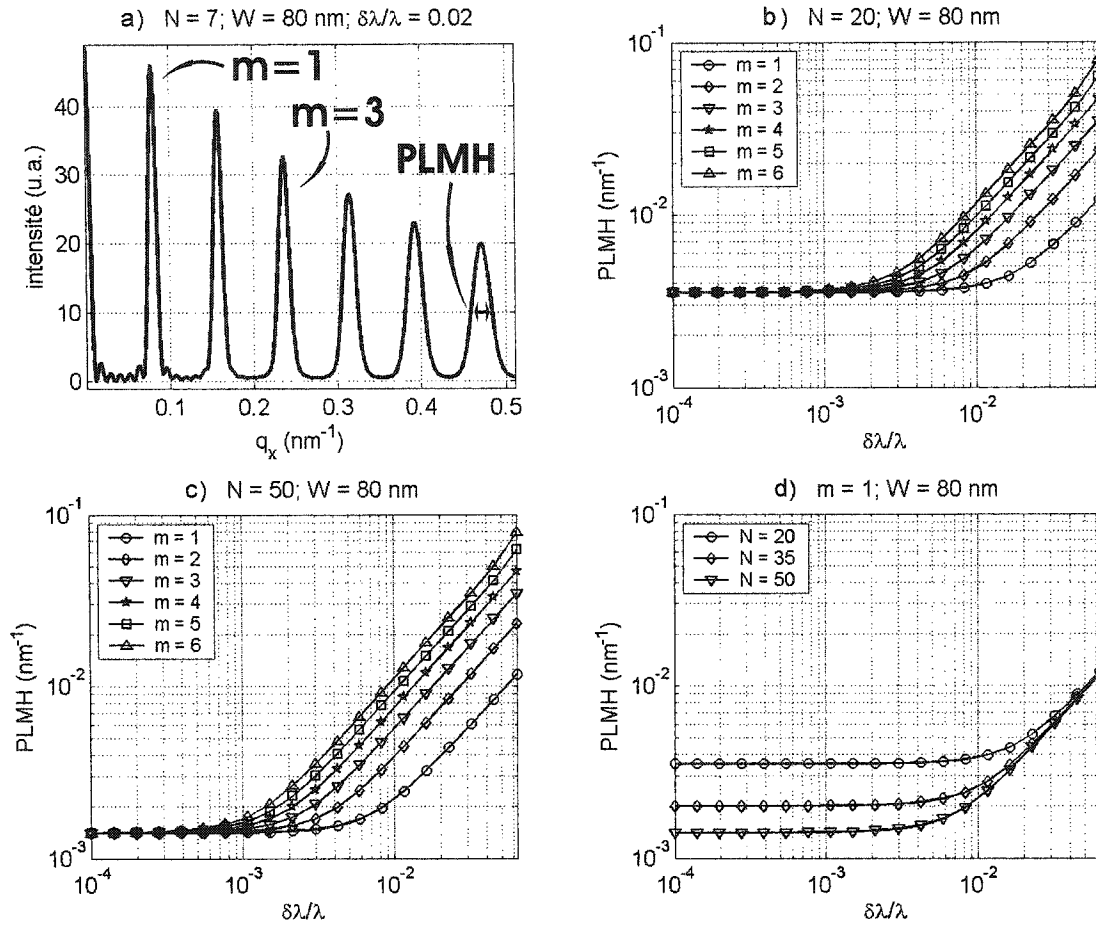 a) N = 7; W = 80 nm; δλ/λ = 0.02
intensité (u.a.)
40
30
20
10
0
m=1
m=3
PLMH
0.1
0.2
0.3
0.4
0.5
q_x (nm⁻¹)
b) N = 20; W = 80 nm
PLMH (nm⁻¹)
10⁻¹
10⁻²
10⁻³
m = 1
m = 2
m = 3
m = 4
m = 5
m = 6
10⁻⁴
10⁻³
10⁻²
δλ/λ
c) N = 50; W = 80 nm
PLMH (nm⁻¹)
10⁻¹
10⁻²
10⁻³
m = 1
m = 2
m = 3
m = 4
m = 5
m = 6
10⁻⁴
10⁻³
10⁻²
δλ/λ
d) m = 1; W = 80 nm
PLMH (nm⁻¹)
10⁻¹
10⁻²
10⁻³
N = 20
N = 35
N = 50
10⁻⁴
10⁻³
10⁻²
δλ/λ